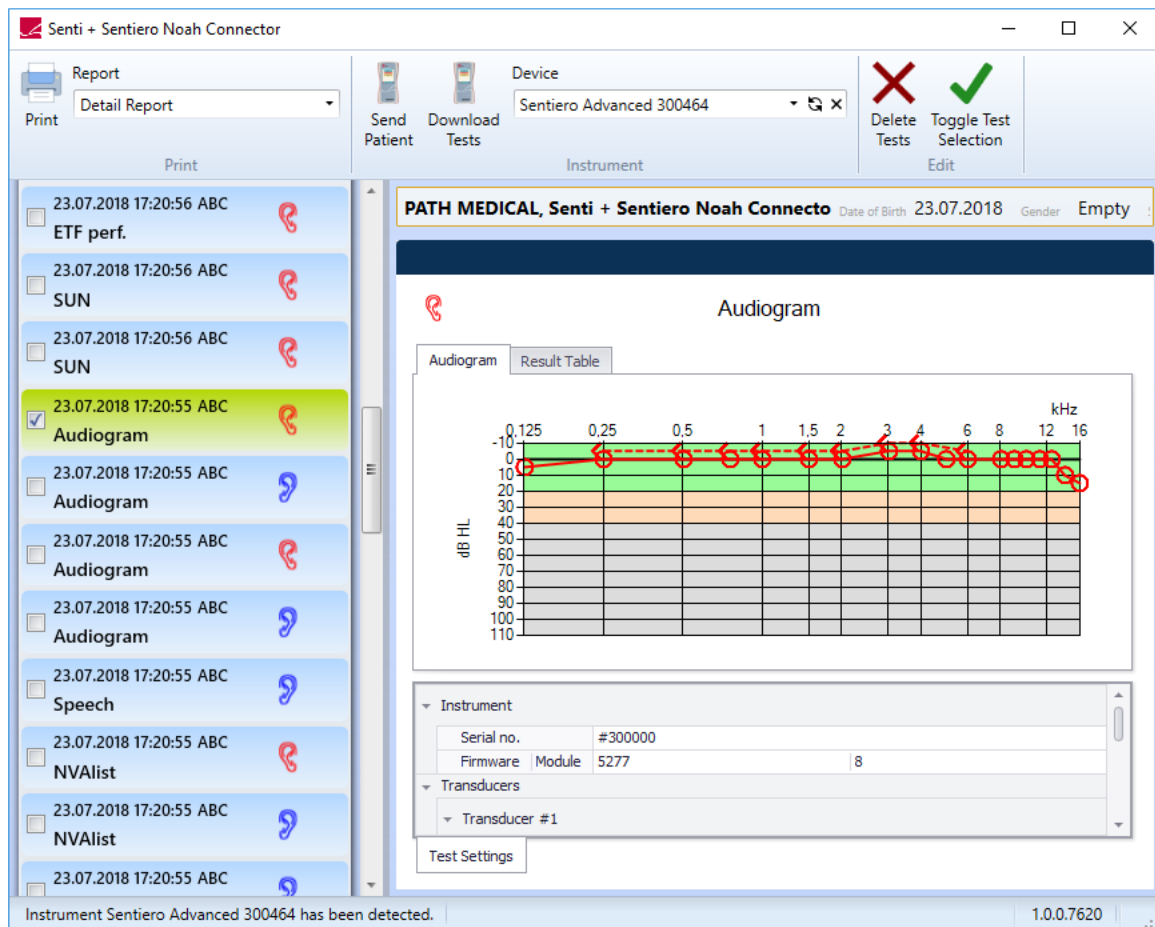 Senti + Sentiero Noah Connector
Report
Detail Report
Print
Print
Send Patient
Download Tests
Device
Sentiero Advanced 300464
Instrument
Delete Tests
Toggle Test Selection
Edit
23.07.2018 17:20:56 ABC
ETF perf.
23.07.2018 17:20:56 ABC
SUN
23.07.2018 17:20:56 ABC
SUN
23.07.2018 17:20:55 ABC
Audiogram
23.07.2018 17:20:55 ABC
Audiogram
23.07.2018 17:20:55 ABC
Audiogram
23.07.2018 17:20:55 ABC
Audiogram
23.07.2018 17:20:55 ABC
Speech
23.07.2018 17:20:55 ABC
NVAlist
23.07.2018 17:20:55 ABC
NVAlist
23.07.2018 17:20:55 ABC
PATH MEDICAL, Senti + Sentiero Noah Connecto Date of Birth 23.07.2018 Gender Empty
Audiogram
Audiogram Result Table
kHz
0,125 0,25 0,5 1 1,5 2 3 4 6 8 12 16
-10
0
10
20
30
40
50
60
70
80
90
100
110
dB HL
Instrument
Serial no. #300000
Firmware Module 5277 8
Transducers
Transducer #1
Test Settings
Instrument Sentiero Advanced 300464 has been detected. 1.0.0.7620